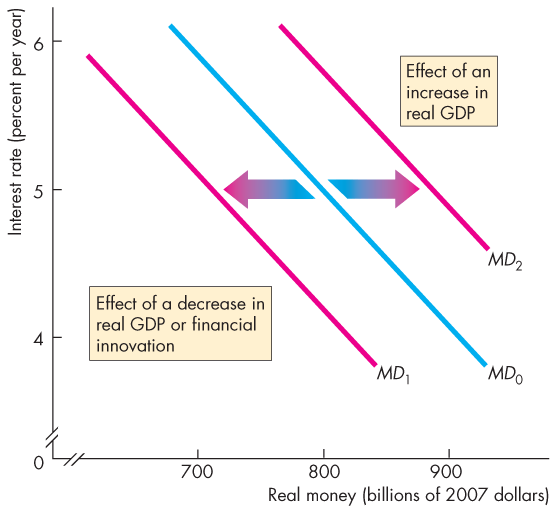 Interest rate (percent per year)
6
5
4
0
Effect of an
increase in
real GDP
MD₂
Effect of a decrease in
real GDP or financial
innovation
MD₁
MD₀
700
800
900
Real money (billions of 2007 dollars)